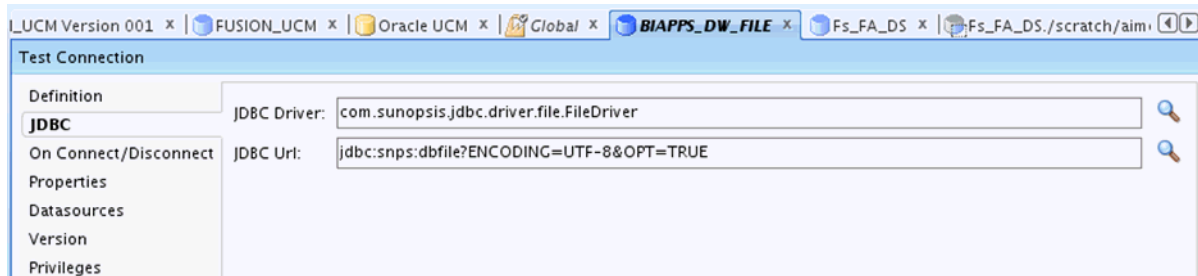 I_UCM Version 001 x FUSION_UCM x Oracle UCM x Global x BIAPPS_DW_FILE x Fs_FA_DS x Fs_FA_DS./scratch/aim
Test Connection
Definition
JDBC
On Connect/Disconnect
Properties
Datasources
Version
Privileges
JDBC Driver: com.sunopsis.jdbc.driver.file.FileDriver
JDBC Url: jdbc:snps:dbfile?ENCODING=UTF-8&OPT=TRUE